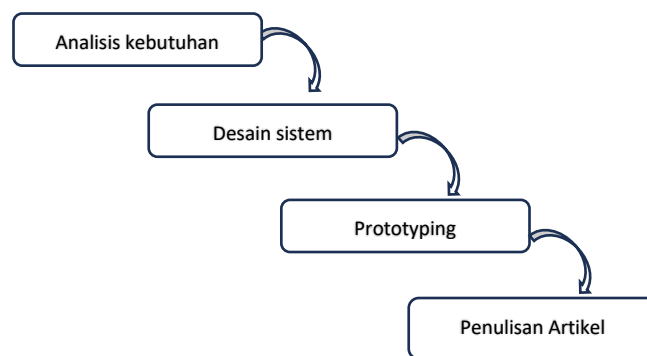 Analisis kebutuhan
Desain sistem
Prototyping
Penulisan Artikel